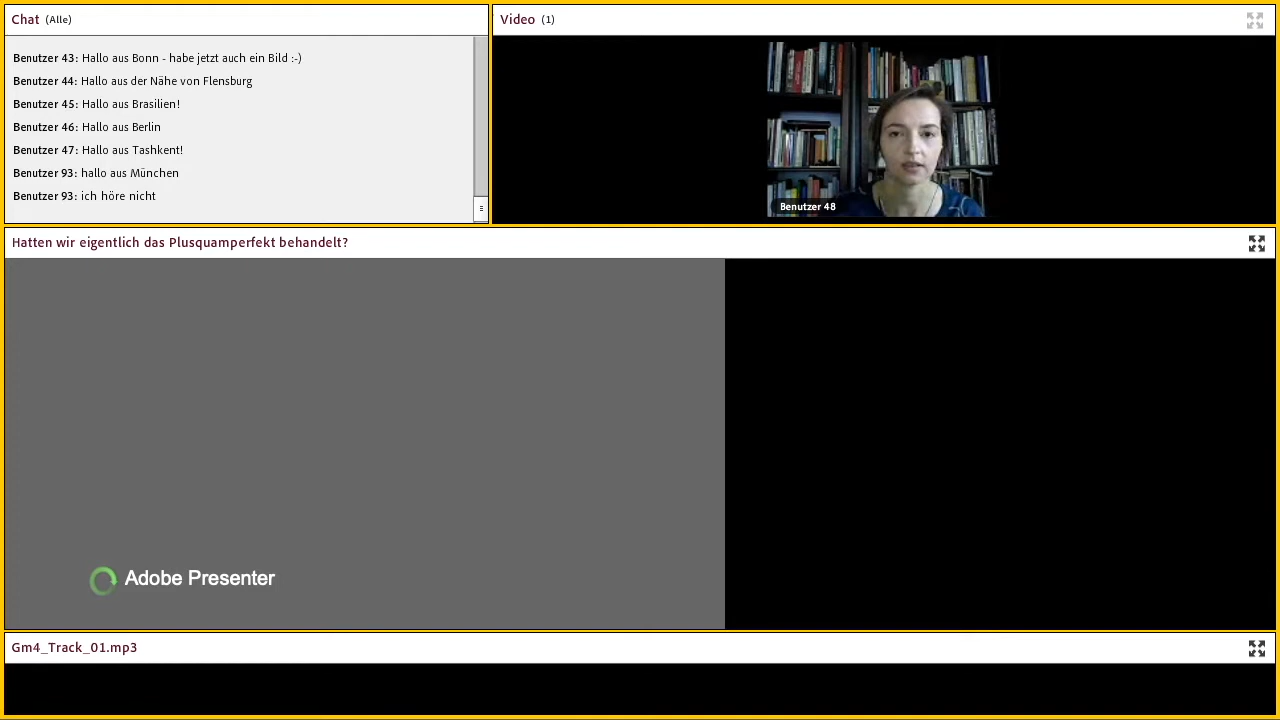 Chat (Alle)
Benutzer 43: Hallo aus Bonn - habe jetzt auch ein Bild :-)
Benutzer 44: Hallo aus der Nähe von Flensburg
Benutzer 45: Hallo aus Brasilien!
Benutzer 46: Hallo aus Berlin
Benutzer 47: Hallo aus Tashkent!
Benutzer 93: hallo aus München
Benutzer 93: ich höre nicht
Video (1)
Benutzer 48
Hatten wir eigentlich das Plusquamperfekt behandelt?
Adobe Presenter
Gm4_Track_01.mp3